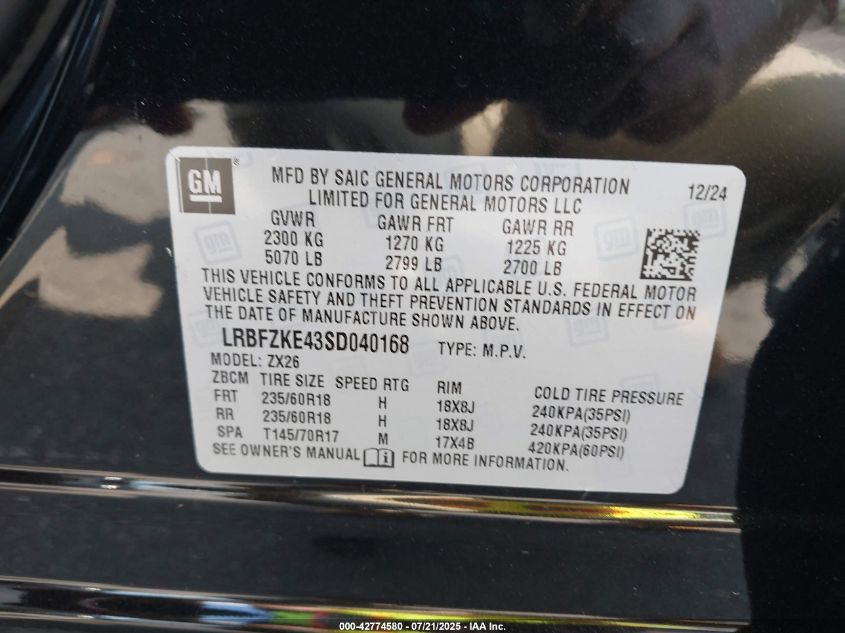 GM ®
MFD BY SAIC GENERAL MOTORS CORPORATION
LIMITED FOR GENERAL MOTORS LLC
12/24
GVWR GAWR FRT GAWR RR
2300 KG 1270 KG 1225 KG
5070 LB 2799 LB 2700 LB
THIS VEHICLE CONFORMS TO ALL APPLICABLE U.S. FEDERAL MOTOR
VEHICLE SAFETY AND THEFT PREVENTION STANDARDS IN EFFECT ON
THE DATE OF MANUFACTURE SHOWN ABOVE.
LRBFZKE43SD040168 TYPE: M.P.V.
MODEL: ZX26
ZBCM TIRE SIZE SPEED RTG RIM COLD TIRE PRESSURE
FRT 235/60R18 H 18X8J 240KPA(35PSI)
RR 235/60R18 H 18X8J 240KPA(35PSI)
SPA T145/70R17 M 17X4B 420KPA(60PSI)
SEE OWNER'S MANUAL i FOR MORE INFORMATION.
000-42774580 - 07/21/2025 - IAA Inc.